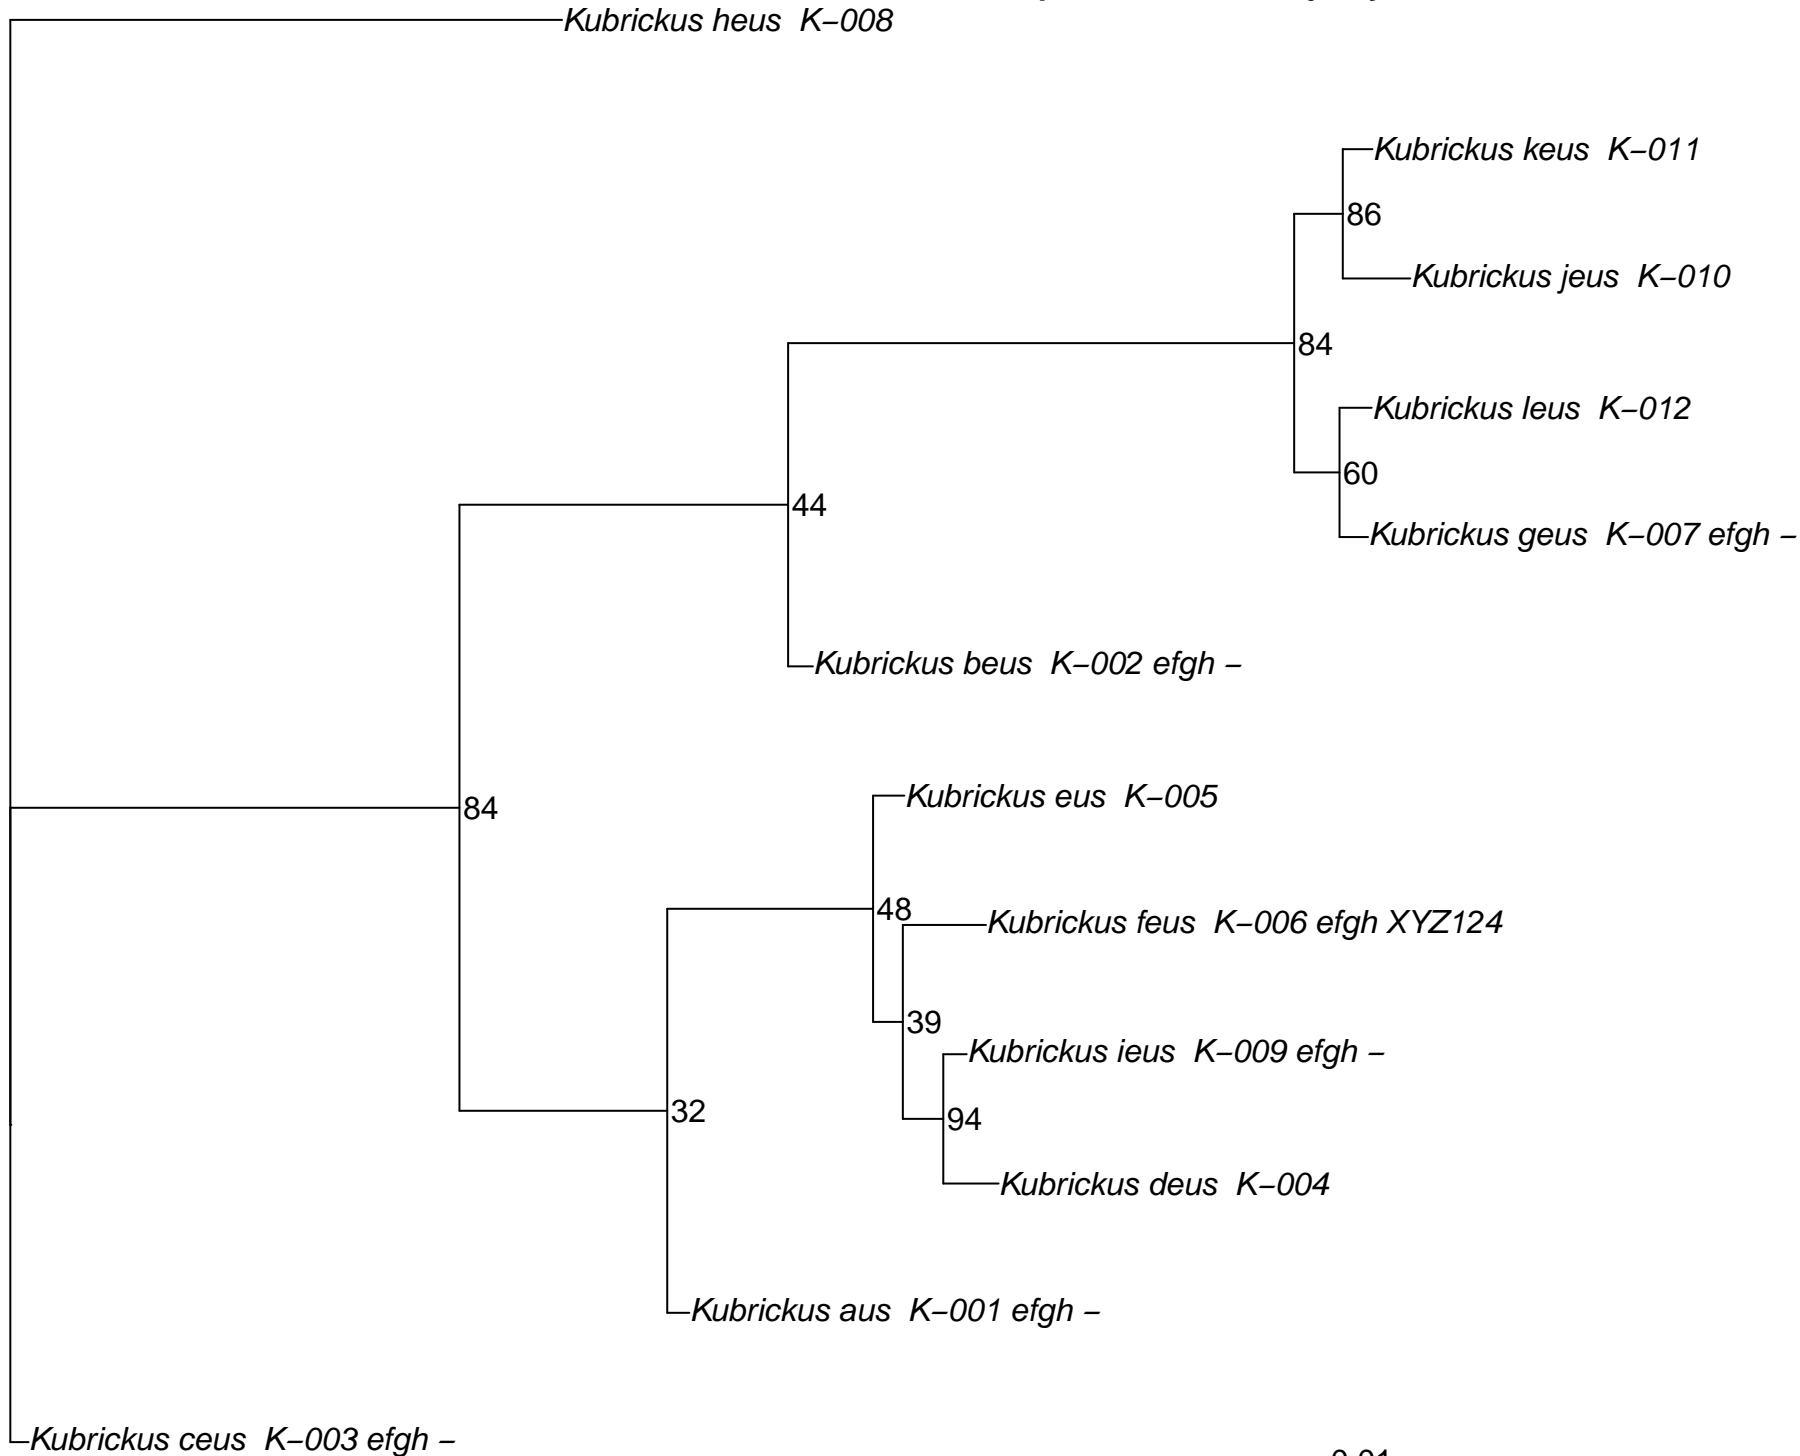 Kubrickus heus K−008
Kubrickus keus K−011
86
Kubrickus jeus K−010
84
Kubrickus leus K−012
60
44
Kubrickus geus K−007 efgh −
Kubrickus beus K−002 efgh −
Kubrickus eus K−005
84
48
Kubrickus feus K−006 efgh XYZ124
39
Kubrickus ieus K−009 efgh −
32
94
Kubrickus deus K−004
Kubrickus aus K−001 efgh −
Kubrickus ceus K−003 efgh −
0.01